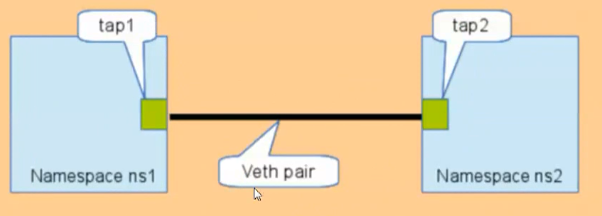 tap1
tap2
Veth pair
Namespace ns1
Namespace ns2